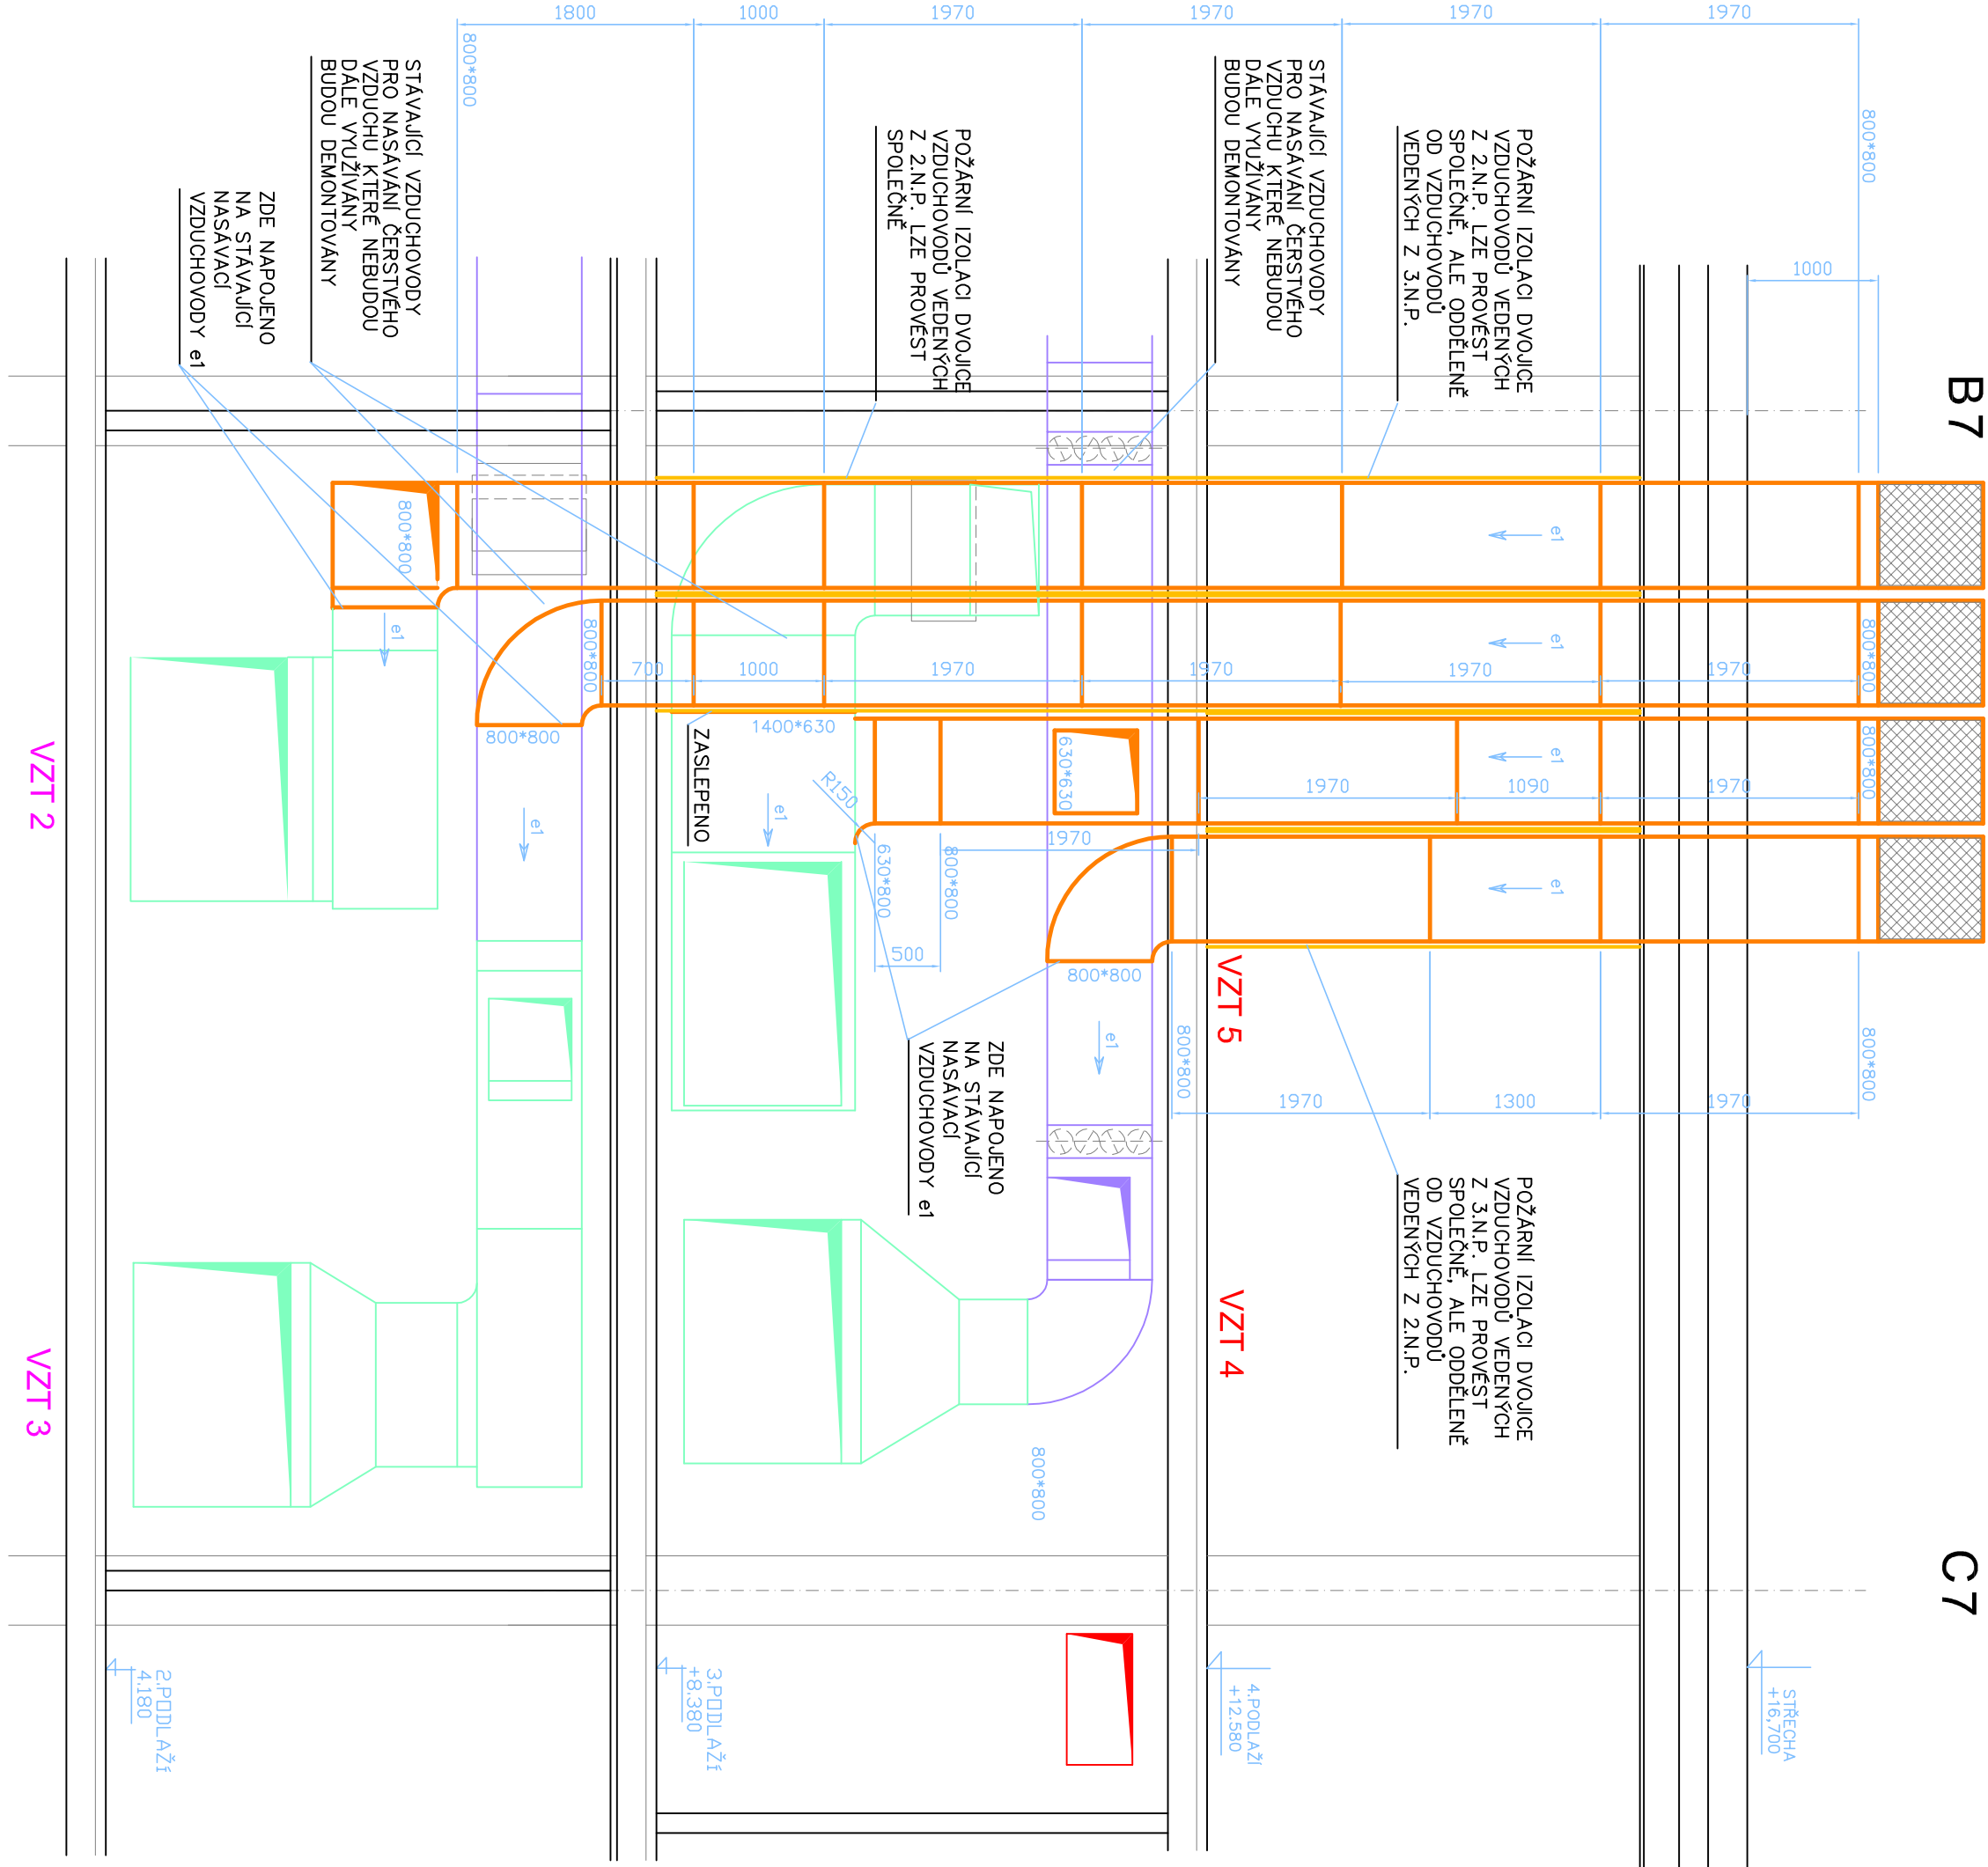 B7
C7
1800
1000
1970
1970
1970
1970
800*800
800*800
1000
STÁVAJÍCÍ VZDUCHOVODY
PRO NASÁVÁNÍ ČERSTVÉHO
VZDUCHU KTERÉ NEBUDOU
DÁLE VYUŽÍVÁNY
BUDOU DEMONTOVÁNY
ZDE NAPOJENO
NA STÁVAJÍCÍ
NASÁVACÍ
VZDUCHOVODY e1
POŽÁRNÍ IZOLACI DVOJICE
VZDUCHOVODŮ VEDENÝCH
Z 2.N.P. LZE PROVÉST
SPOLEČNĚ
STÁVAJÍCÍ VZDUCHOVODY
PRO NASÁVÁNÍ ČERSTVÉHO
VZDUCHU KTERÉ NEBUDOU
DÁLE VYUŽÍVÁNY
BUDOU DEMONTOVÁNY
POŽÁRNÍ IZOLACI DVOJICE
VZDUCHOVODŮ VEDENÝCH
Z 2.N.P. LZE PROVÉST
SPOLEČNĚ, ALE ODDĚLENĚ
OD VZDUCHOVODŮ
VEDENÝCH Z 3.N.P.
800*800
e1
e1
e1
e1
e1
e1
e1
e1
800*800
800*800
700
1000
1970
1970
1970
1970
800*800
800*800
1400*630
ZASLEPENO
R150
630*630
1970
1090
1970
1970
630*800
800*800
500
800*800
VZT 5
800*800
800*800
1970
1300
1970
ZDE NAPOJENO
NA STÁVAJÍCÍ
NASÁVACÍ
VZDUCHOVODY e1
POŽÁRNÍ IZOLACI DVOJICE
VZDUCHOVODŮ VEDENÝCH
Z 3.N.P. LZE PROVÉST
SPOLEČNĚ, ALE ODDĚLENĚ
OD VZDUCHOVODŮ
VEDENÝCH Z 2.N.P.
VZT 4
800*800
VZT 2
VZT 3
2.PODLAŽÍ
4.180
3.PODLAŽÍ
+8.380
4.PODLAŽÍ
+12.580
STŘECHA
+16,700